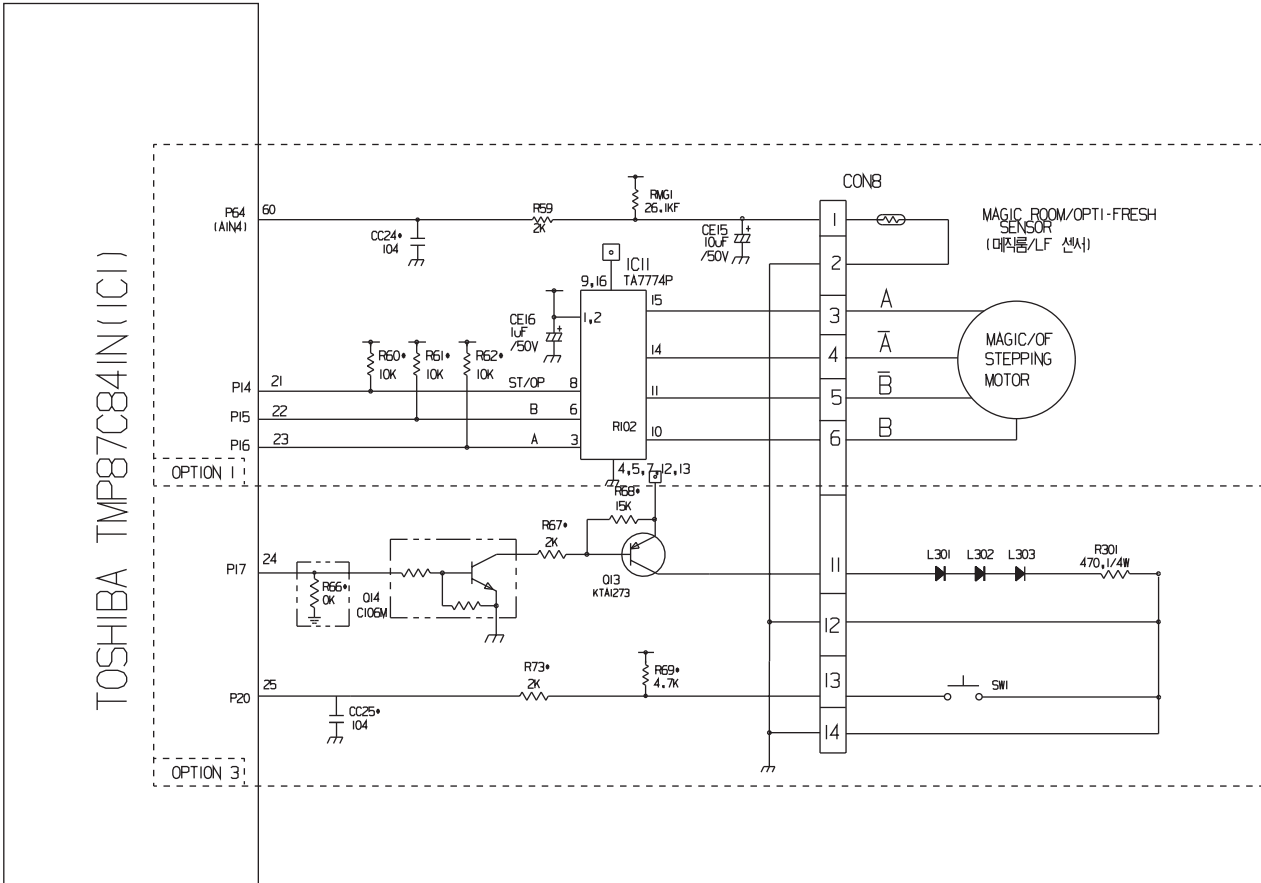 TOSHIBA TMP87C84IN(ICI)
P64
(AIN4)
60
CC24*
104
R59
2K
RMG1
26.1KF
CE15
10uF
/50V
CON8
1
2
MAGIC ROOM/OPTI-FRESH
SENSOR
(매직룸/LF 센서)
IC11
TA7774P
9,16
1,2
CE16
1uF
/50V
15
3
A
14
4
A̅
11
5
B̅
10
6
B
MAGIC/OF
STEPPING
MOTOR
R60*
10K
R61*
10K
R62*
10K
P14
21
ST/OP
8
P15
22
B
6
P16
23
A
3
R102
4,5,7,12,13
OPTION 1
R68*
15K
R67*
2K
Q13
KTA1273
P17
24
R66*
0K
Q14
C106M
11
L301
L302
L303
R301
470,1/4W
12
P20
25
CC25*
104
R73*
2K
R69*
4.7K
13
SW1
14
OPTION 3